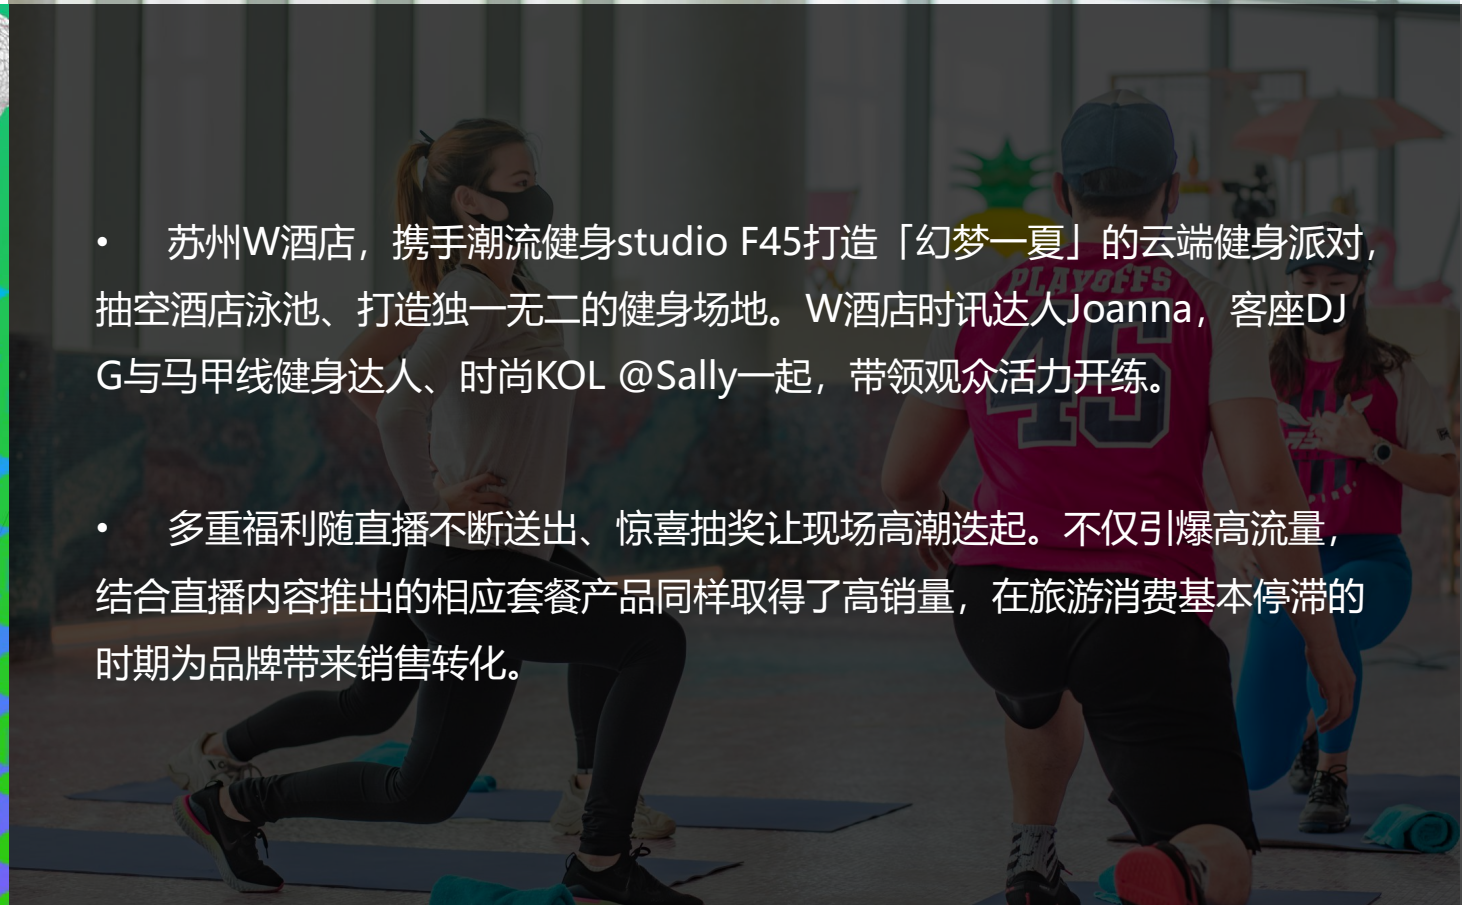 • 苏州W酒店，携手潮流健身studio F45打造「幻梦一夏」的云端健身派对，
抽空酒店泳池、打造独一无二的健身场地。W酒店时讯达人Joanna，客座DJ
G与马甲线健身达人、时尚KOL @Sally一起，带领观众活力开练。
PLAYOFFS
45
• 多重福利随直播不断送出、惊喜抽奖让现场高潮迭起。不仅引爆高流量，
结合直播内容推出的相应套餐产品同样取得了高销量，在旅游消费基本停滞的
时期为品牌带来销售转化。